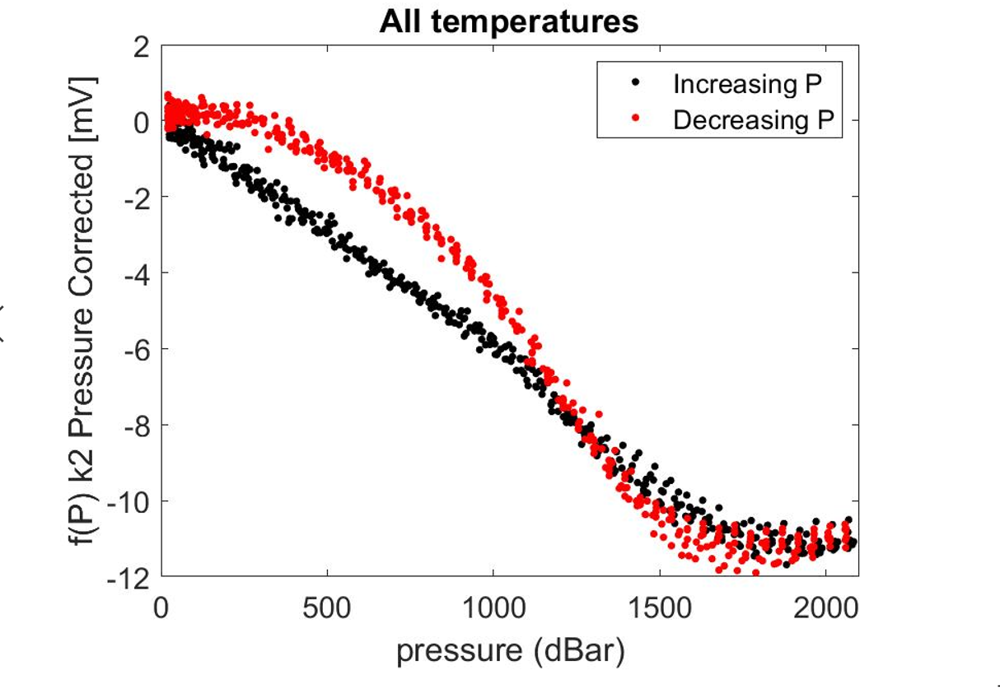 All temperatures
Increasing P
Decreasing P
f(P) k2 Pressure Corrected [mV]
2
0
-2
-4
-6
-8
-10
-12
0 500 1000 1500 2000
pressure (dBar)